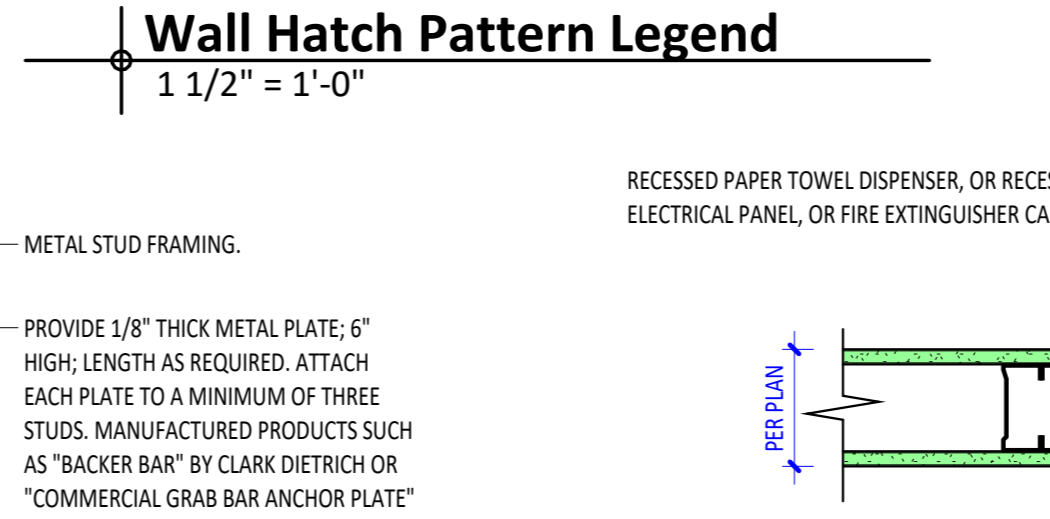 Wall Hatch Pattern Legend
1 1/2" = 1'-0"
RECESSED PAPER TOWEL DISPENSER, OR
ELECTRICAL PANEL, OR FIRE EXTINGUISHER
METAL STUD FRAMING.
PROVIDE 1/8" THICK METAL PLATE; 6"
HIGH; LENGTH AS REQUIRED. ATTACH
EACH PLATE TO A MINIMUM OF THREE
STUDS. MANUFACTURED PRODUCTS SUCH
AS "BACKER BAR" BY CLARK DIETRICH OR
"COMMERCIAL GRAB BAR ANCHOR PLATE"
PER PLAN